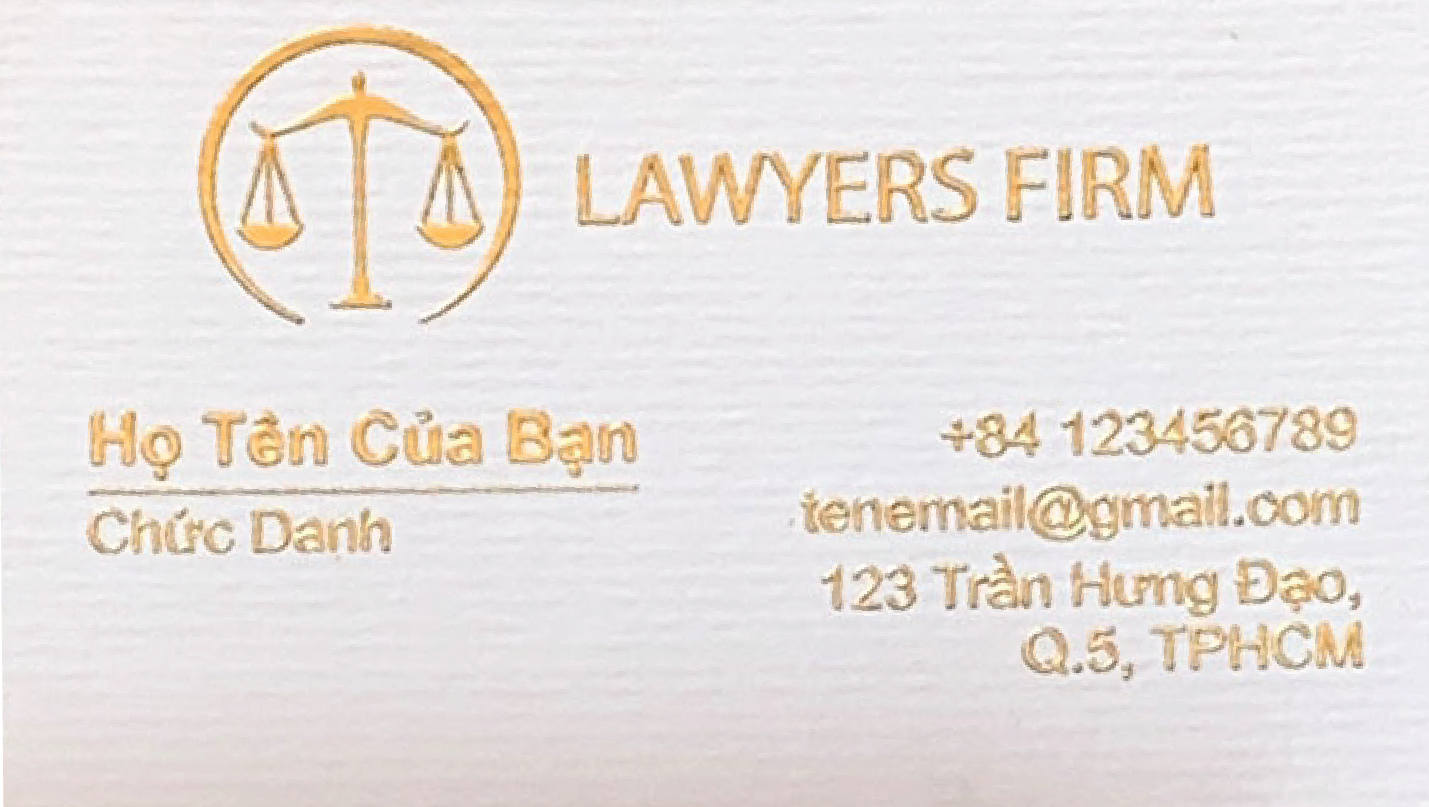 LAWYERS FIRM
Họ Tên Của Bạn
Chức Danh
+84 123456789
tenemail@gmail.com
123 Trần Hưng Đạo,
Q.5, TPHCM